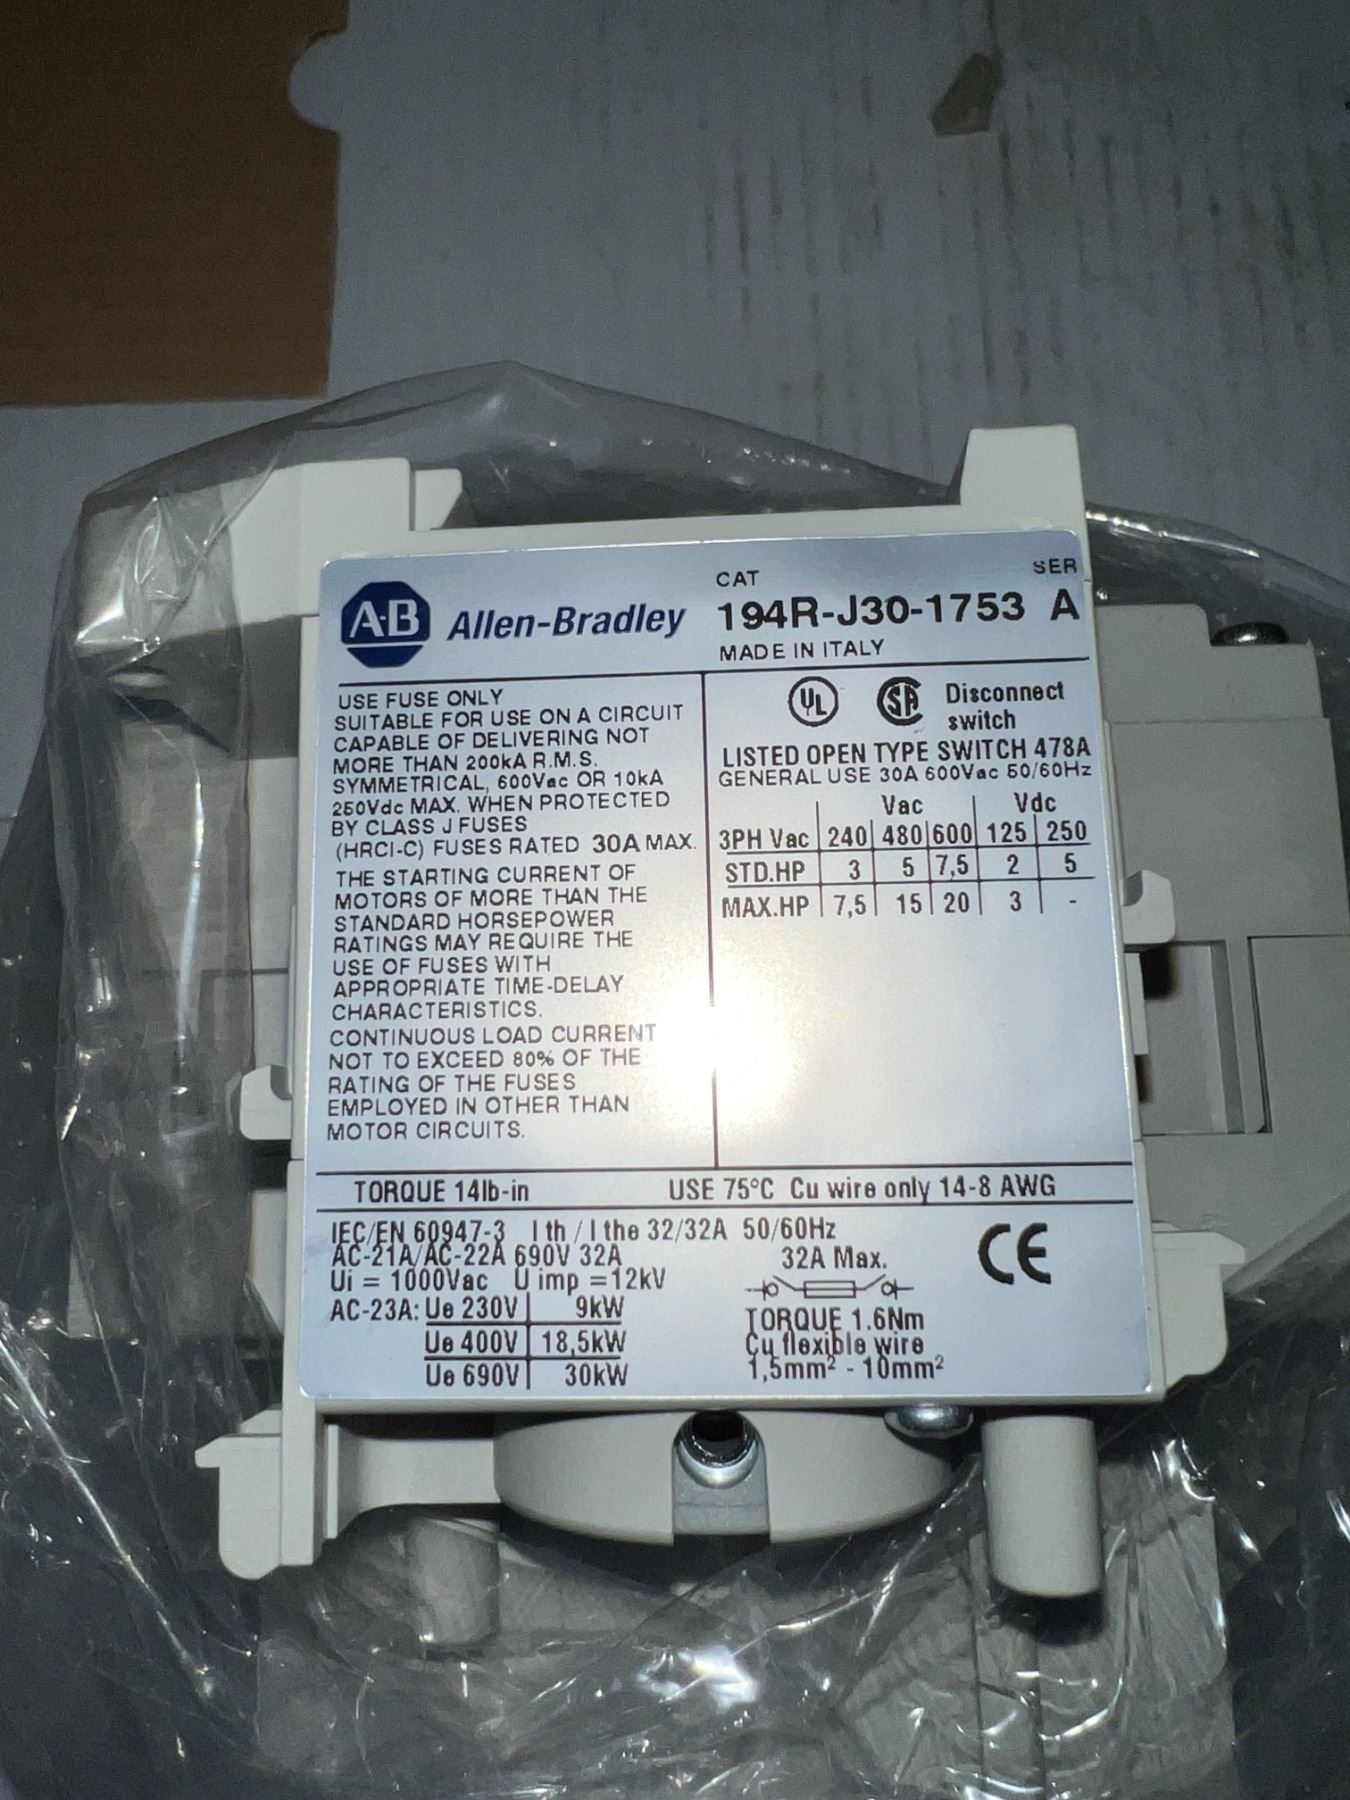 A-B Allen-Bradley
CAT SER
194R-J30-1753 A
MADE IN ITALY
USE FUSE ONLY
SUITABLE FOR USE ON A CIRCUIT
CAPABLE OF DELIVERING NOT
MORE THAN 200kA R.M.S.
SYMMETRICAL, 600Vac OR 10kA
250Vdc MAX. WHEN PROTECTED
BY CLASS J FUSES
(HRCI-C) FUSES RATED 30A MAX.
THE STARTING CURRENT OF
MOTORS OF MORE THAN THE
STANDARD HORSEPOWER
RATINGS MAY REQUIRE THE
USE OF FUSES WITH
APPROPRIATE TIME-DELAY
CHARACTERISTICS.
CONTINUOUS LOAD CURRENT
NOT TO EXCEED 80% OF THE
RATING OF THE FUSES
EMPLOYED IN OTHER THAN
MOTOR CIRCUITS.
UL SA Disconnect
switch
LISTED OPEN TYPE SWITCH 478A
GENERAL USE 30A 600Vac 50/60Hz
Vac Vdc
3PH Vac 240 480 600 125 250
STD.HP 3 5 7,5 2 5
MAX.HP 7,5 15 20 3 -
TORQUE 14lb-in USE 75°C Cu wire only 14-8 AWG
IEC/EN 60947-3 I th / I the 32/32A 50/60Hz
AC-21A/AC-22A 690V 32A
Ui = 1000Vac U imp =12kV
AC-23A: Ue 230V 9kW
Ue 400V 18,5kW
Ue 690V 30kW
32A Max.
TORQUE 1.6Nm
Cu flexible wire
1,5mm² - 10mm²
CE